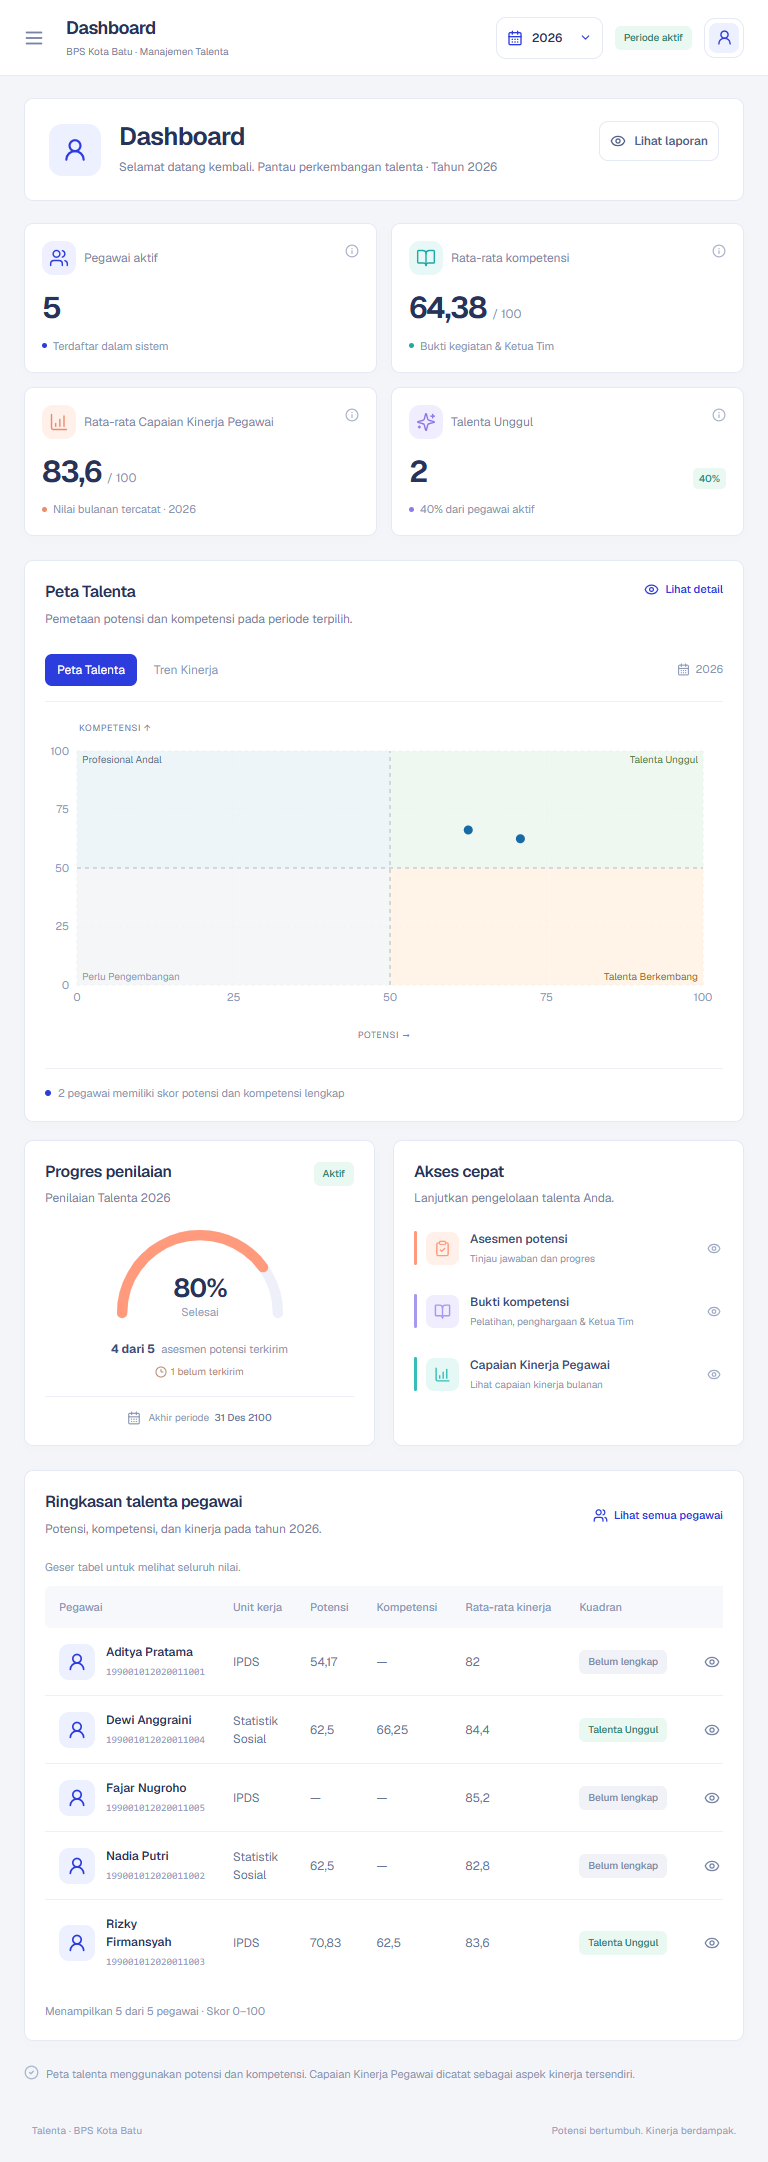 Dashboard
BPS Kota Batu · Manajemen Talenta
2026
Periode aktif
Dashboard
Selamat datang kembali. Pantau perkembangan talenta · Tahun 2026
Lihat laporan
Pegawai aktif
5
Terdaftar dalam sistem
Rata-rata kompetensi
64,38 / 100
Bukti kegiatan & Ketua Tim
Rata-rata Capaian Kinerja Pegawai
83,6 / 100
Nilai bulanan tercatat · 2026
Talenta Unggul
2
40%
40% dari pegawai aktif
Peta Talenta
Lihat detail
Pemetaan potensi dan kompetensi pada periode terpilih.
Peta Talenta
Tren Kinerja
2026
KOMPETENSI ↑
100
Profesional Andal
Talenta Unggul
75
50
25
0
Perlu Pengembangan
Talenta Berkembang
0
25
50
75
100
POTENSI →
2 pegawai memiliki skor potensi dan kompetensi lengkap
Progres penilaian
Aktif
Penilaian Talenta 2026
80%
Selesai
4 dari 5 asesmen potensi terkirim
1 belum terkirim
Akhir periode 31 Des 2100
Akses cepat
Lanjutkan pengelolaan talenta Anda.
Asesmen potensi
Tinjau jawaban dan progres
Bukti kompetensi
Pelatihan, penghargaan & Ketua Tim
Capaian Kinerja Pegawai
Lihat capaian kinerja bulanan
Ringkasan talenta pegawai
Lihat semua pegawai
Potensi, kompetensi, dan kinerja pada tahun 2026.
Geser tabel untuk melihat seluruh nilai.
Pegawai Unit kerja Potensi Kompetensi Rata-rata kinerja Kuadran
Aditya Pratama
199001012020011001
IPDS 54,17 — 82 Belum lengkap
Dewi Anggraini
199001012020011004
Statistik
Sosial
62,5 66,25 84,4 Talenta Unggul
Fajar Nugroho
199001012020011005
IPDS — — 85,2 Belum lengkap
Nadia Putri
199001012020011002
Statistik
Sosial
62,5 — 82,8 Belum lengkap
Rizky
Firmansyah
199001012020011003
IPDS 70,83 62,5 83,6 Talenta Unggul
Menampilkan 5 dari 5 pegawai · Skor 0–100
Peta talenta menggunakan potensi dan kompetensi. Capaian Kinerja Pegawai dicatat sebagai aspek kinerja tersendiri.
Talenta · BPS Kota Batu
Potensi bertumbuh. Kinerja berdampak.